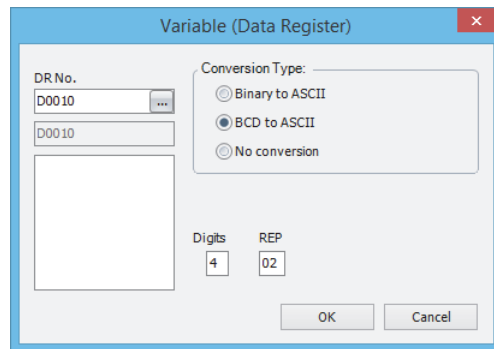 Variable (Data Register)
DR No.
D0010
...
D0010
Conversion Type:
Binary to ASCII
BCD to ASCII
No conversion
Digits REP
4 02
OK Cancel